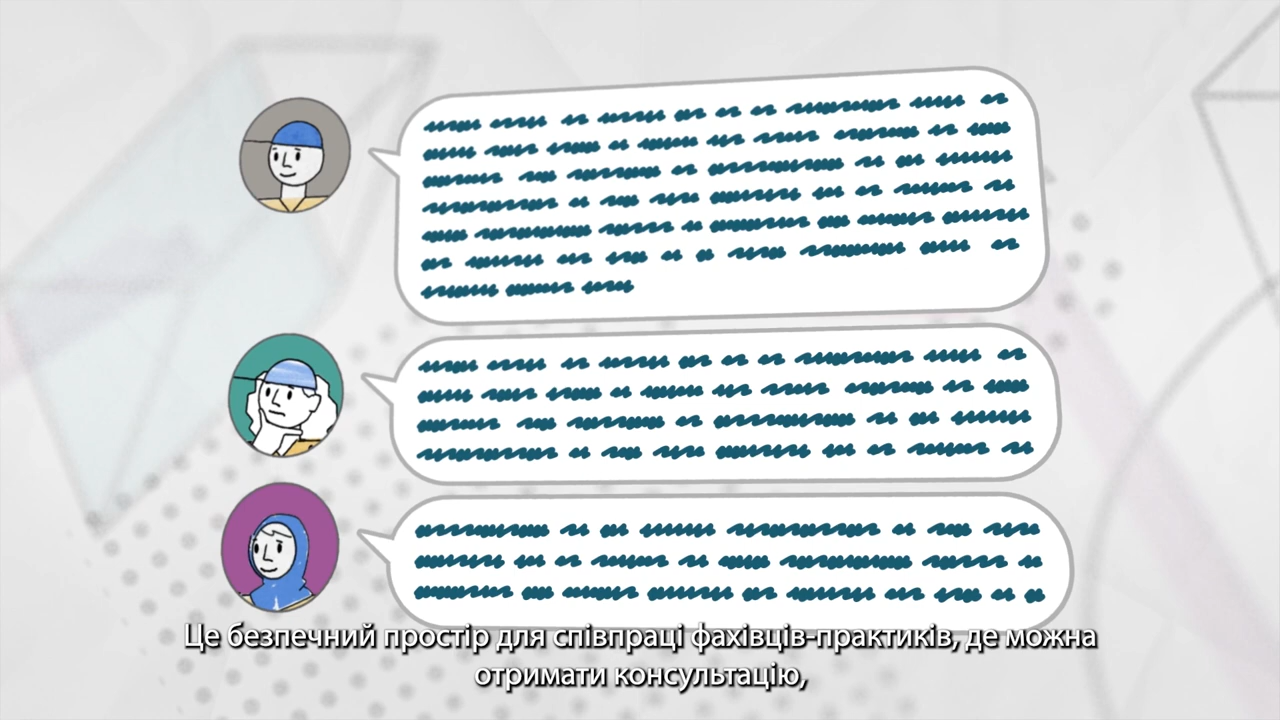 Це безпечний простір для співпраці фахівців-практиків, де можна
отримати консультацію,